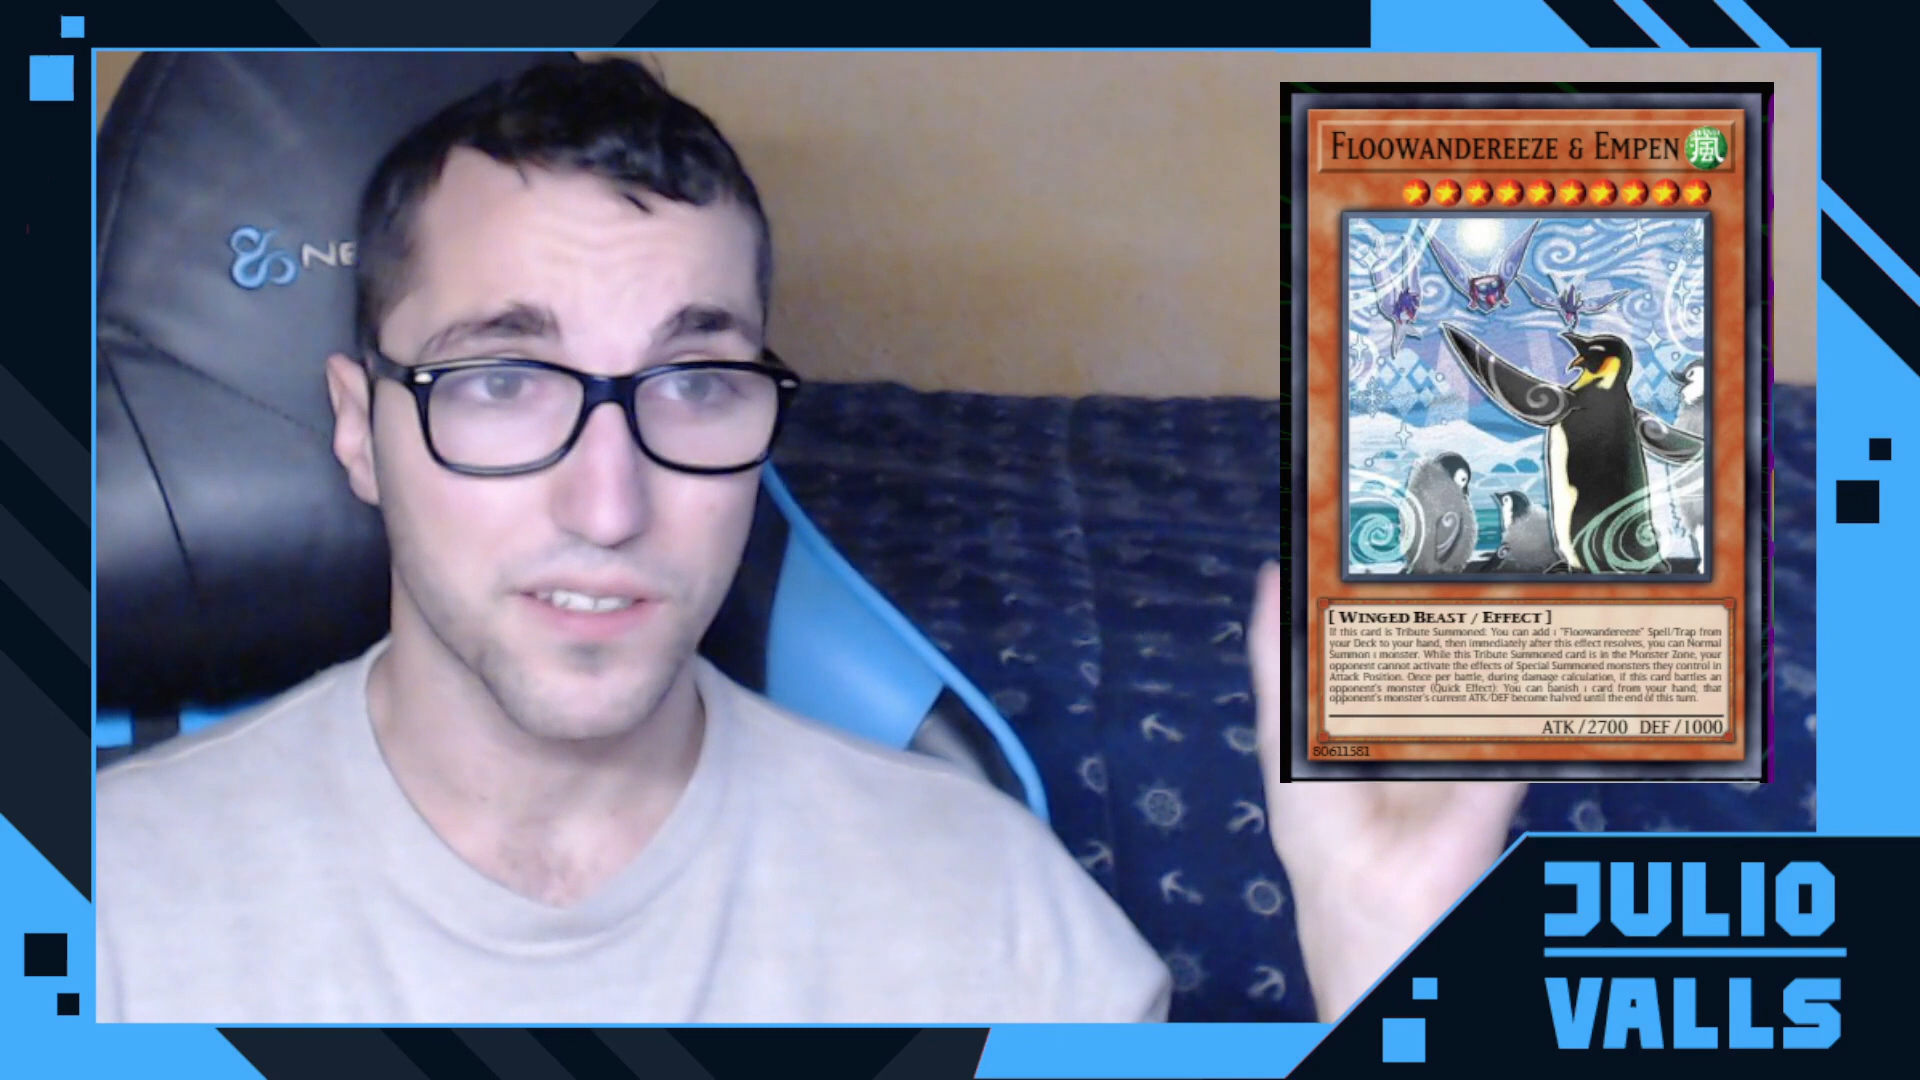 NE
FLOOWANDEREEZE & EMPEN
[ WINGED BEAST / EFFECT ]
If this card is Tribute Summoned: You can add 1 "Floowandereeze" Spell/Trap from
your Deck to your hand, then immediately after this effect resolves, you can Normal
Summon 1 monster. While this Tribute Summoned card is in the Monster Zone, your
opponent cannot activate the effects of Special Summoned monsters they control in
Attack Position. Once per battle, during damage calculation, if this card battles an
opponent's monster (Quick Effect): You can banish 1 card from your hand; that
opponent's monster's current ATK/DEF become halved until the end of this turn.
ATK/2700 DEF/1000
80611581
JULIO
VALLS